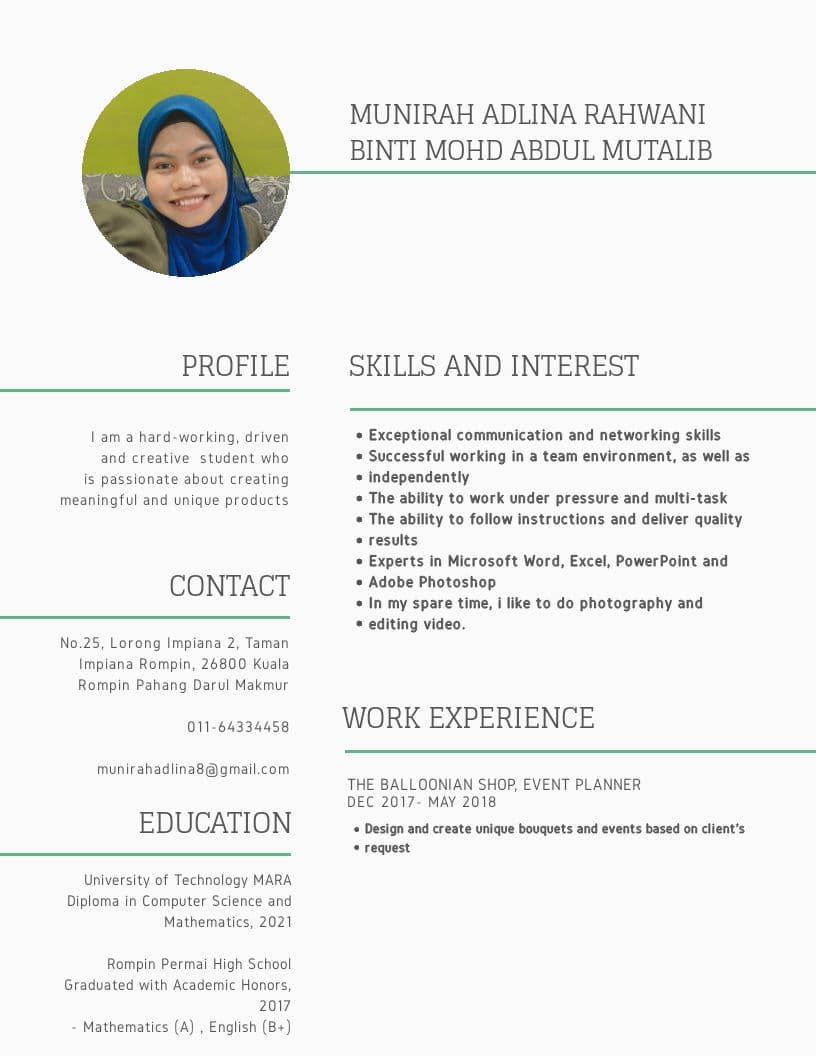 MUNIRAH ADLINA RAHWANI
BINTI MOHD ABDUL MUTALIB
PROFILE
I am a hard-working, driven
and creative  student who
is passionate about creating
meaningful and unique products
CONTACT
No.25, Lorong Impiana 2, Taman
Impiana Rompin, 26800 Kuala
Rompin Pahang Darul Makmur
011-64334458
munirahadlina8@gmail.com
EDUCATION
University of Technology MARA
Diploma in Computer Science and
Mathematics, 2021
Rompin Permai High School
Graduated with Academic Honors,
2017
- Mathematics (A) , English (B+)
SKILLS AND INTEREST
• Exceptional communication and networking skills
• Successful working in a team environment, as well as
• independently
• The ability to work under pressure and multi-task
• The ability to follow instructions and deliver quality
• results
• Experts in Microsoft Word, Excel, PowerPoint and
• Adobe Photoshop
• In my spare time, i like to do photography and
• editing video.
WORK EXPERIENCE
THE BALLOONIAN SHOP, EVENT PLANNER
DEC 2017- MAY 2018
• Design and create unique bouquets and events based on client's
• request